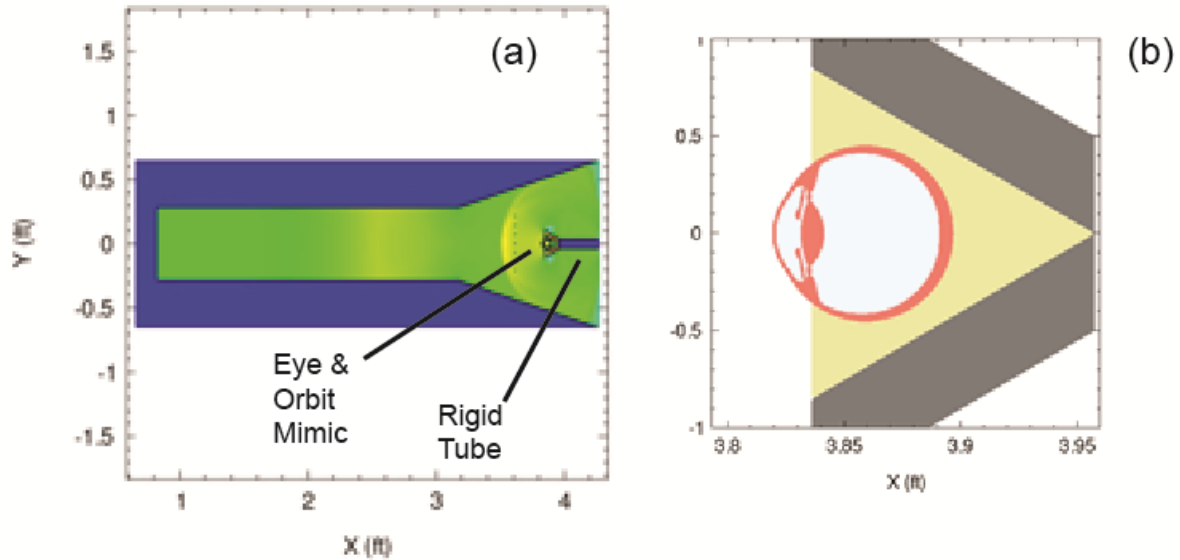 (a)
1.5
1
0.5
0
-0.5
-1
-1.5
Y (ft)
1 2 3 4
X (ft)
Eye &
Orbit
Mimic
Rigid
Tube
(b)
1
0.5
0
-0.5
-1
3.8 3.85 3.9 3.95
X (ft)